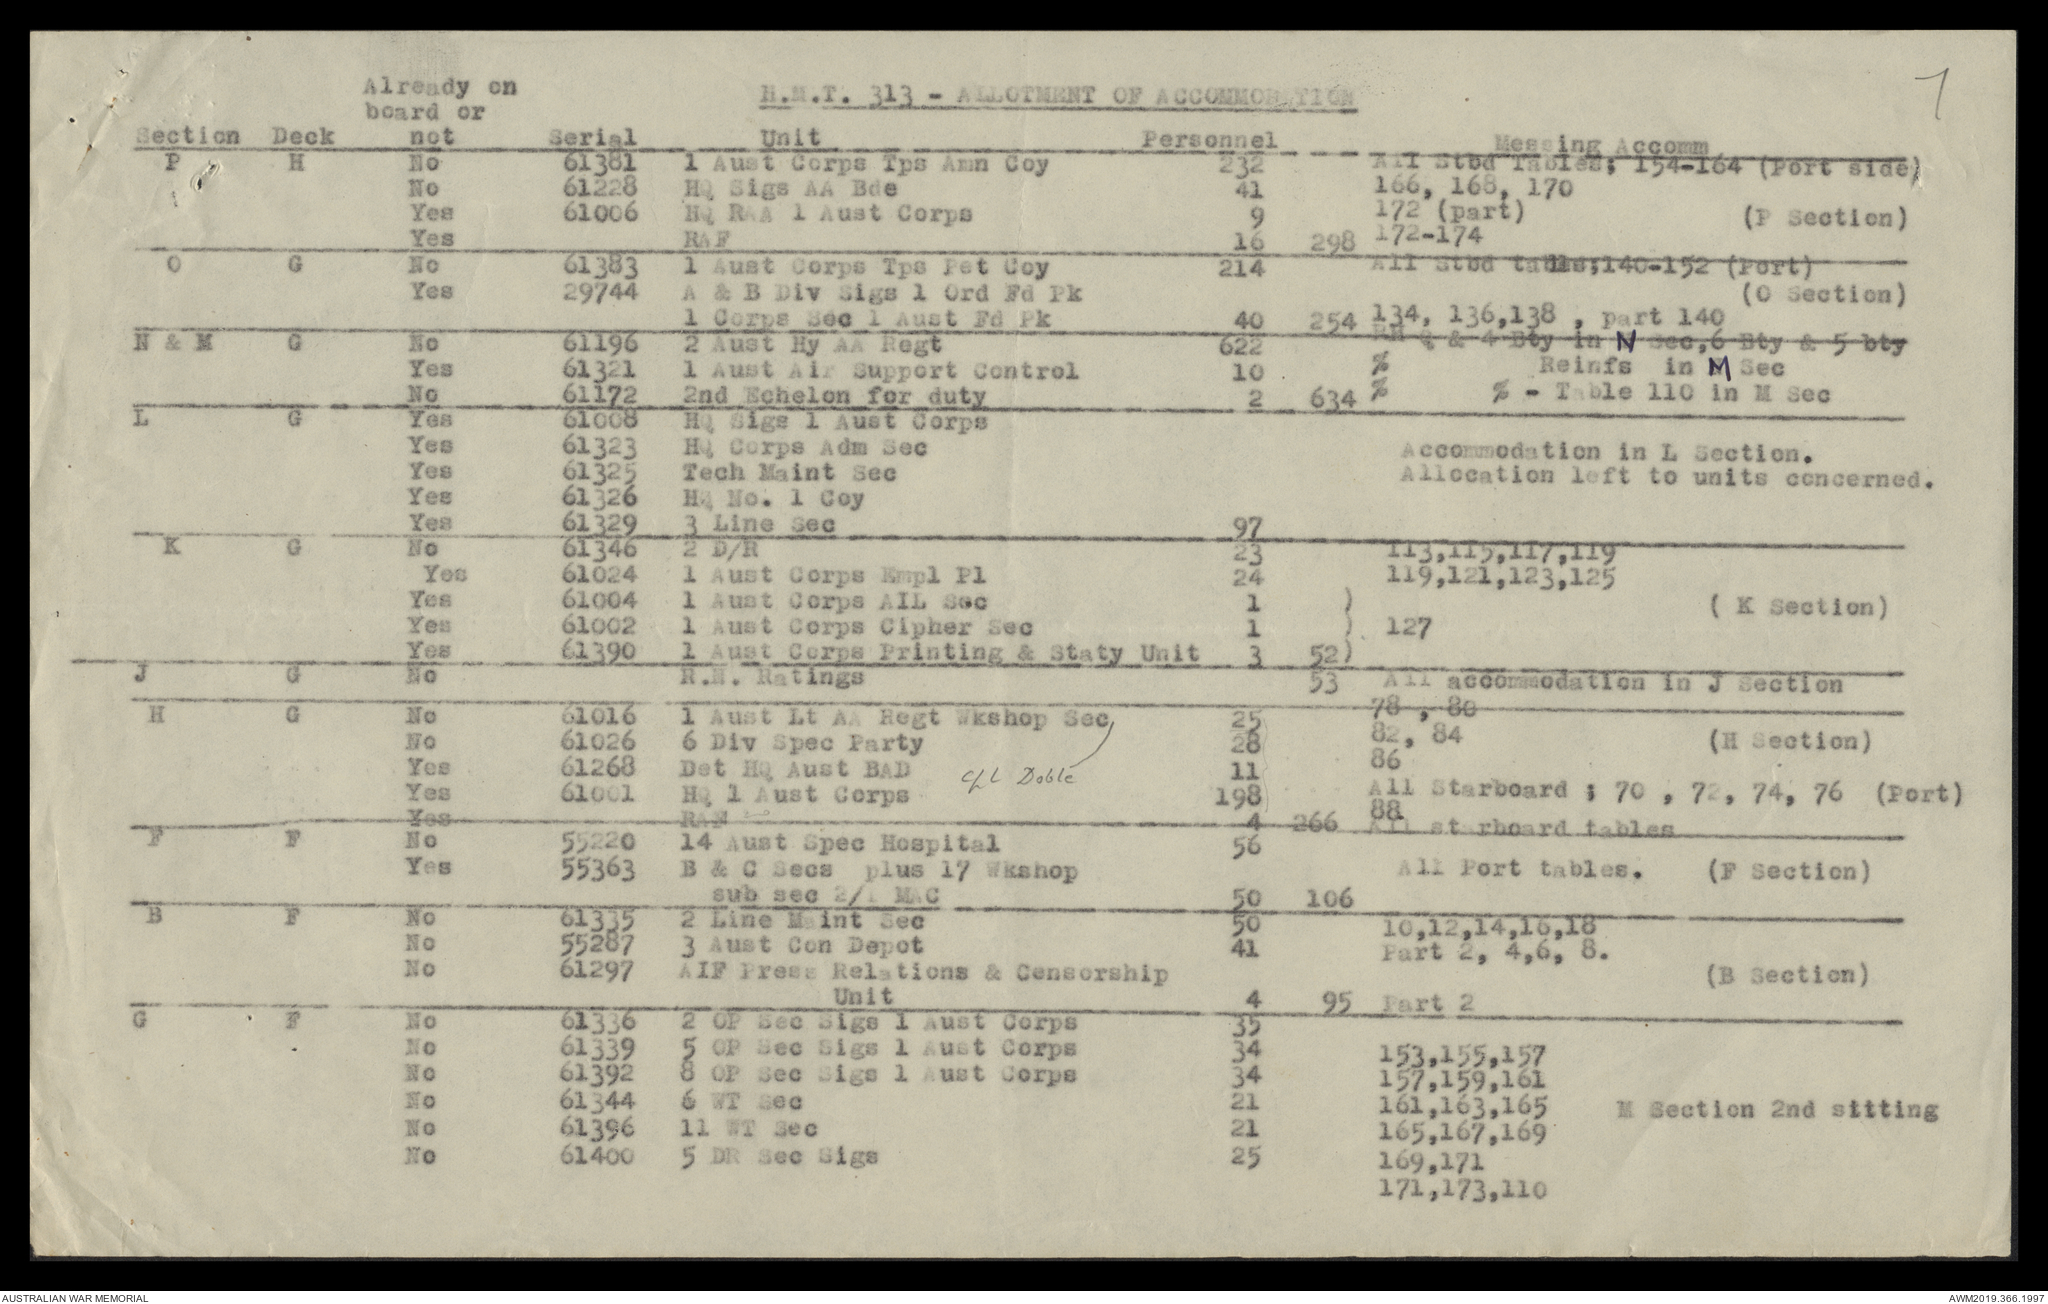 7
Already on
board or
H.M.T. 313 - ALLOTMENT OF ACCOMMODATION
Section Deck not Serial Unit Personnel Messing Accomm
P H No 61381 1 Aust Corps Tps Amn Coy 232 All Stbd Tables; 154-164 (Port side)
No 61228 HQ Sigs AA Bde 41 166, 168, 170
Yes 61006 HQ RAA 1 Aust Corps 9 172 (part) (P Section)
Yes RAF 16 298 172-174
O G No 61383 1 Aust Corps Tps Pet Coy 214 All Stbd tables;140-152 (Port)
Yes 29744 A & B Div Sigs 1 Ord Fd Pk (O Section)
1 Corps Sec 1 Aust Fd Pk 40 254 134, 136,138 , part 140
N & M G No 61196 2 Aust Hy AA Regt 622 RHQ & 4 Bty in N Sec,6 Bty & 5 bty
Yes 61321 1 Aust Air Support Control 10 % Reinfs in M Sec
No 61172 2nd Echelon for duty 2 634 % % - Table 110 in M Sec
L G Yes 61008 HQ Sigs 1 Aust Corps
Yes 61323 HQ Corps Adm Sec Accommodation in L Section.
Yes 61325 Tech Maint Sec Allocation left to units concerned.
Yes 61326 HQ No. 1 Coy
Yes 61329 3 Line Sec 97
K G No 61346 2 D/R 23 113,115,117,119
Yes 61024 1 Aust Corps Empl Pl 24 119,121,123,125
Yes 61004 1 Aust Corps AIL Sec 1 ) ( K Section)
Yes 61002 1 Aust Corps Cipher Sec 1 ) 127
Yes 61390 1 Aust Corps Printing & Staty Unit 3 52)
J G No R.N. Ratings 53 All accommodation in J Section
H G No 61016 1 Aust Lt AA Regt Wkshop Sec 25 78 , 80
No 61026 6 Div Spec Party 28 82, 84 (H Section)
Yes 61268 Det HQ Aust BAD Cpl Doble 11 86
Yes 61001 HQ 1 Aust Corps 198 All Starboard ; 70 , 72, 74, 76 (Port)
Yes RAF 4 266 88
F F No 55220 14 Aust Spec Hospital 56 All starboard tables
Yes 55363 B & C Secs plus 17 Wkshop All Port tables. (F Section)
sub sec 2/1 MAC 50 106
B F No 61335 2 Line Maint Sec 50 10,12,14,16,18
No 55287 3 Aust Con Depot 41 Part 2, 4,6, 8.
No 61297 AIF Press Relations & Censorship (B Section)
Unit 4 95 Part 2
G F No 61336 2 OP Sec Sigs 1 Aust Corps 35
No 61339 5 OP Sec Sigs 1 Aust Corps 34 153,155,157
No 61392 8 OP Sec Sigs 1 Aust Corps 34 157,159,161
No 61344 6 WT Sec 21 161,163,165 M Section 2nd sitting
No 61396 11 WT Sec 21 165,167,169
No 61400 5 DR Sec Sigs 25 169,171
171,173,110
AUSTRALIAN WAR MEMORIAL AWM2019.366.1997